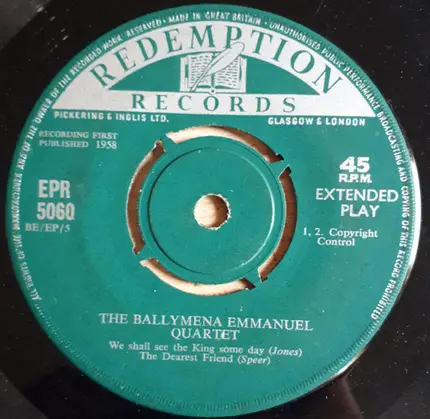 ALL RIGHTS OF THE MANUFACTURER AND OF THE OWNER OF THE RECORDED WORK RESERVED • MADE IN GREAT BRITAIN • UNAUTHORISED PUBLIC PERFORMANCE BROADCASTING AND COPYING OF THIS RECORD PROHIBITED
REDEMPTION
RECORDS
PICKERING & INGLIS LTD.
GLASGOW & LONDON
RECORDING FIRST
PUBLISHED 1958
EPR
5060
BE/EP/5
45
R.P.M.
EXTENDED
PLAY
1, 2. Copyright
Control
THE BALLYMENA EMMANUEL
QUARTET
We shall see the King some day (Jones)
The Dearest Friend (Speer)